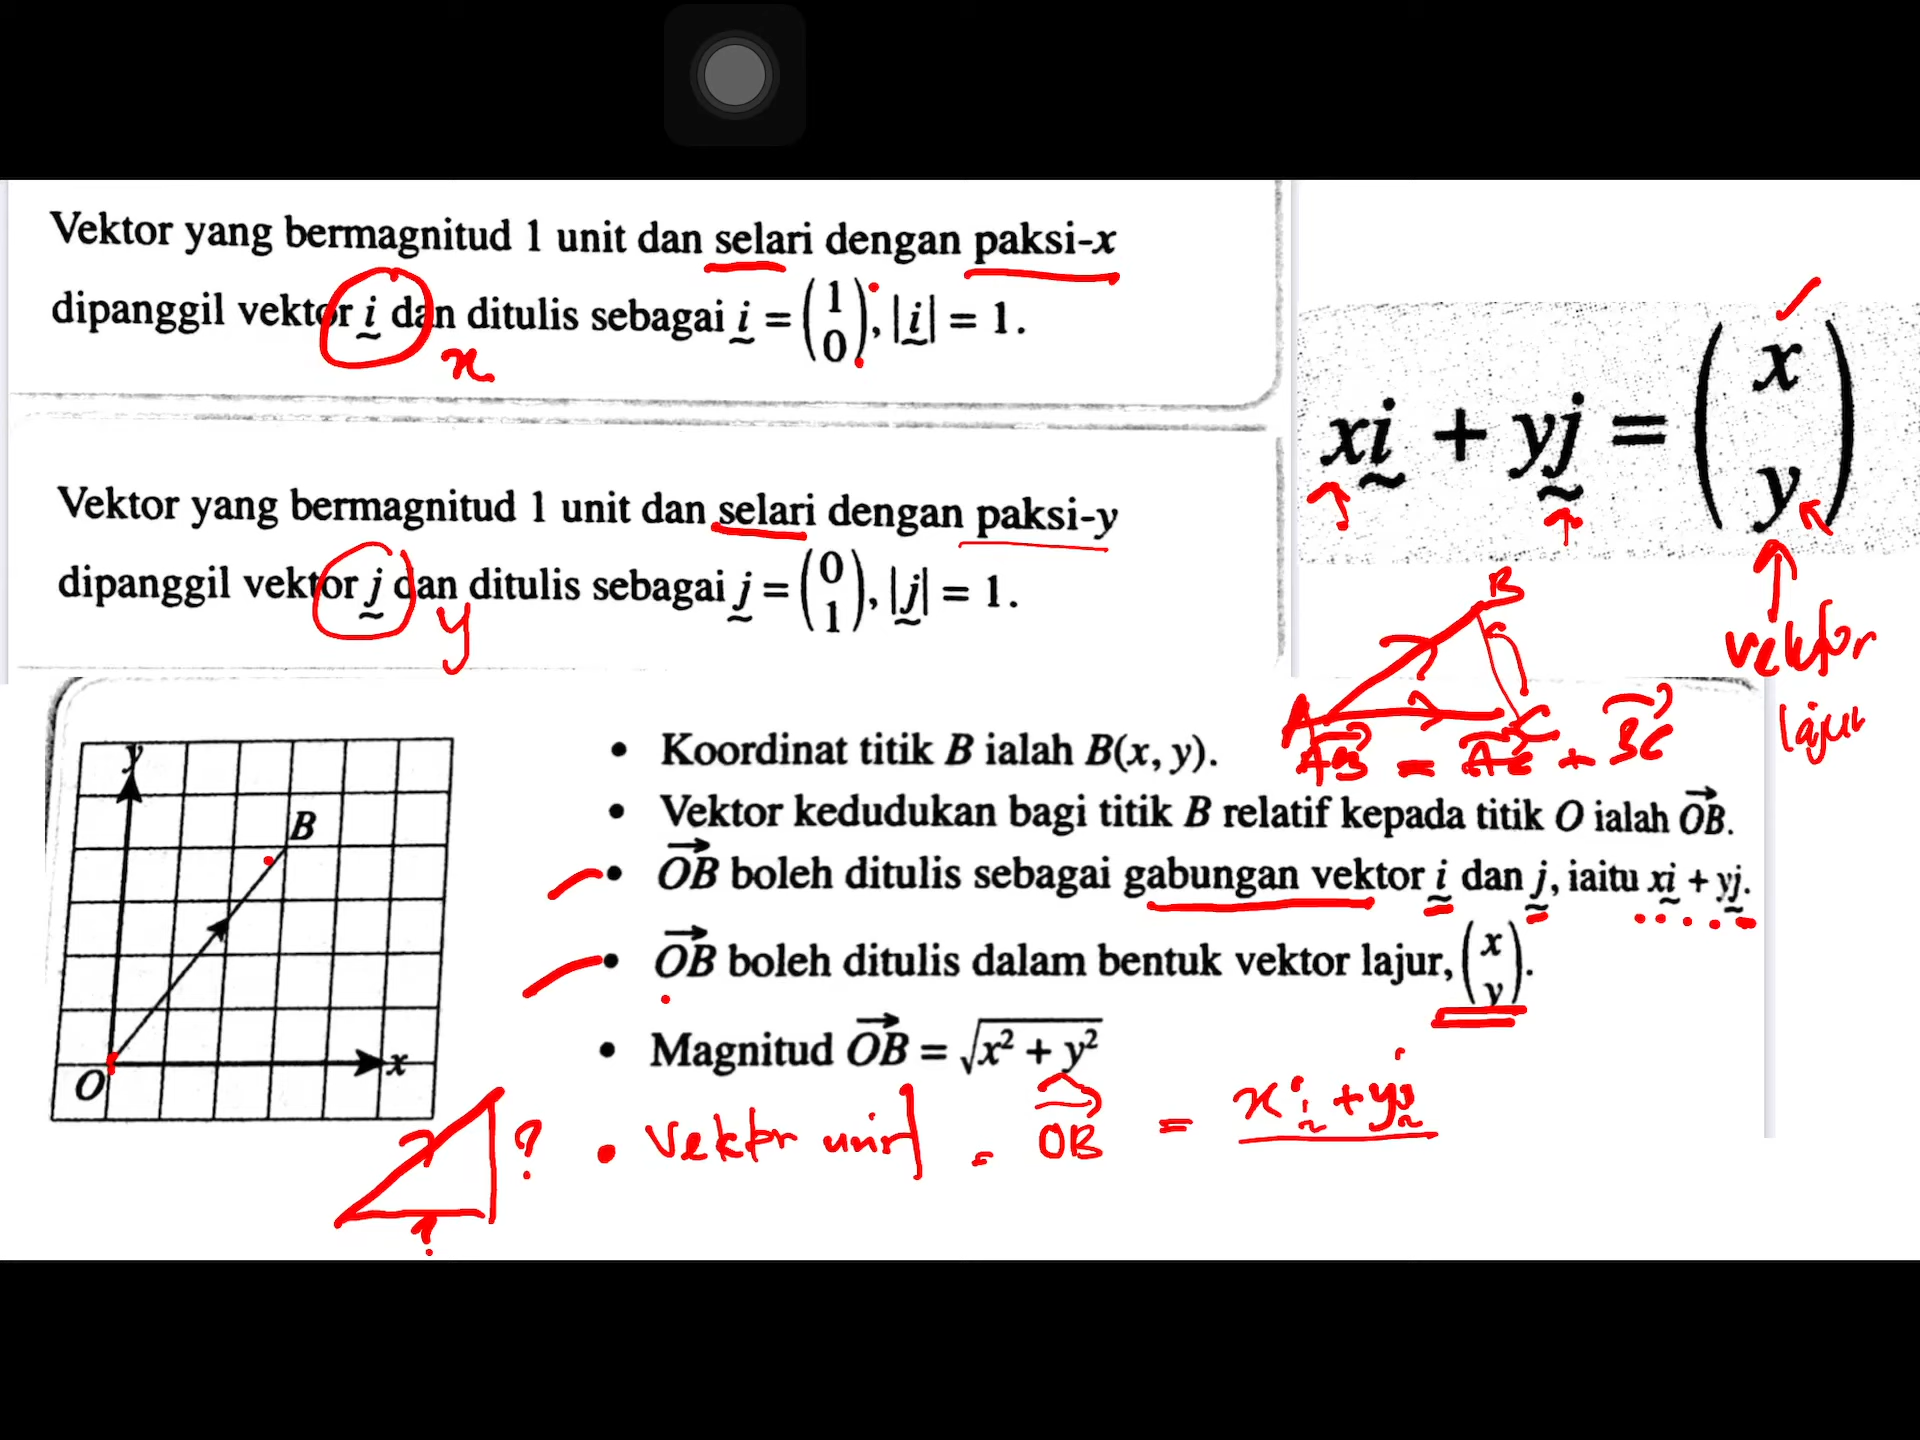 Vektor yang bermagnitud 1 unit dan selari dengan paksi-x
dipanggil vektor i dan ditulis sebagai i = (1 0), |i| = 1.
x
Vektor yang bermagnitud 1 unit dan selari dengan paksi-y
dipanggil vektor j dan ditulis sebagai j = (0 1), |j| = 1.
y
xi + yj = (x y)
vektor
lajur
B
A C
AB = AC + BC
y
B
O
x
• Koordinat titik B ialah B(x, y).
• Vektor kedudukan bagi titik B relatif kepada titik O ialah OB.
• OB boleh ditulis sebagai gabungan vektor i dan j, iaitu xi + yj.
• OB boleh ditulis dalam bentuk vektor lajur, (x y).
• Magnitud OB = √x² + y²
• Vektor unit = OB = xi + yj
?
?